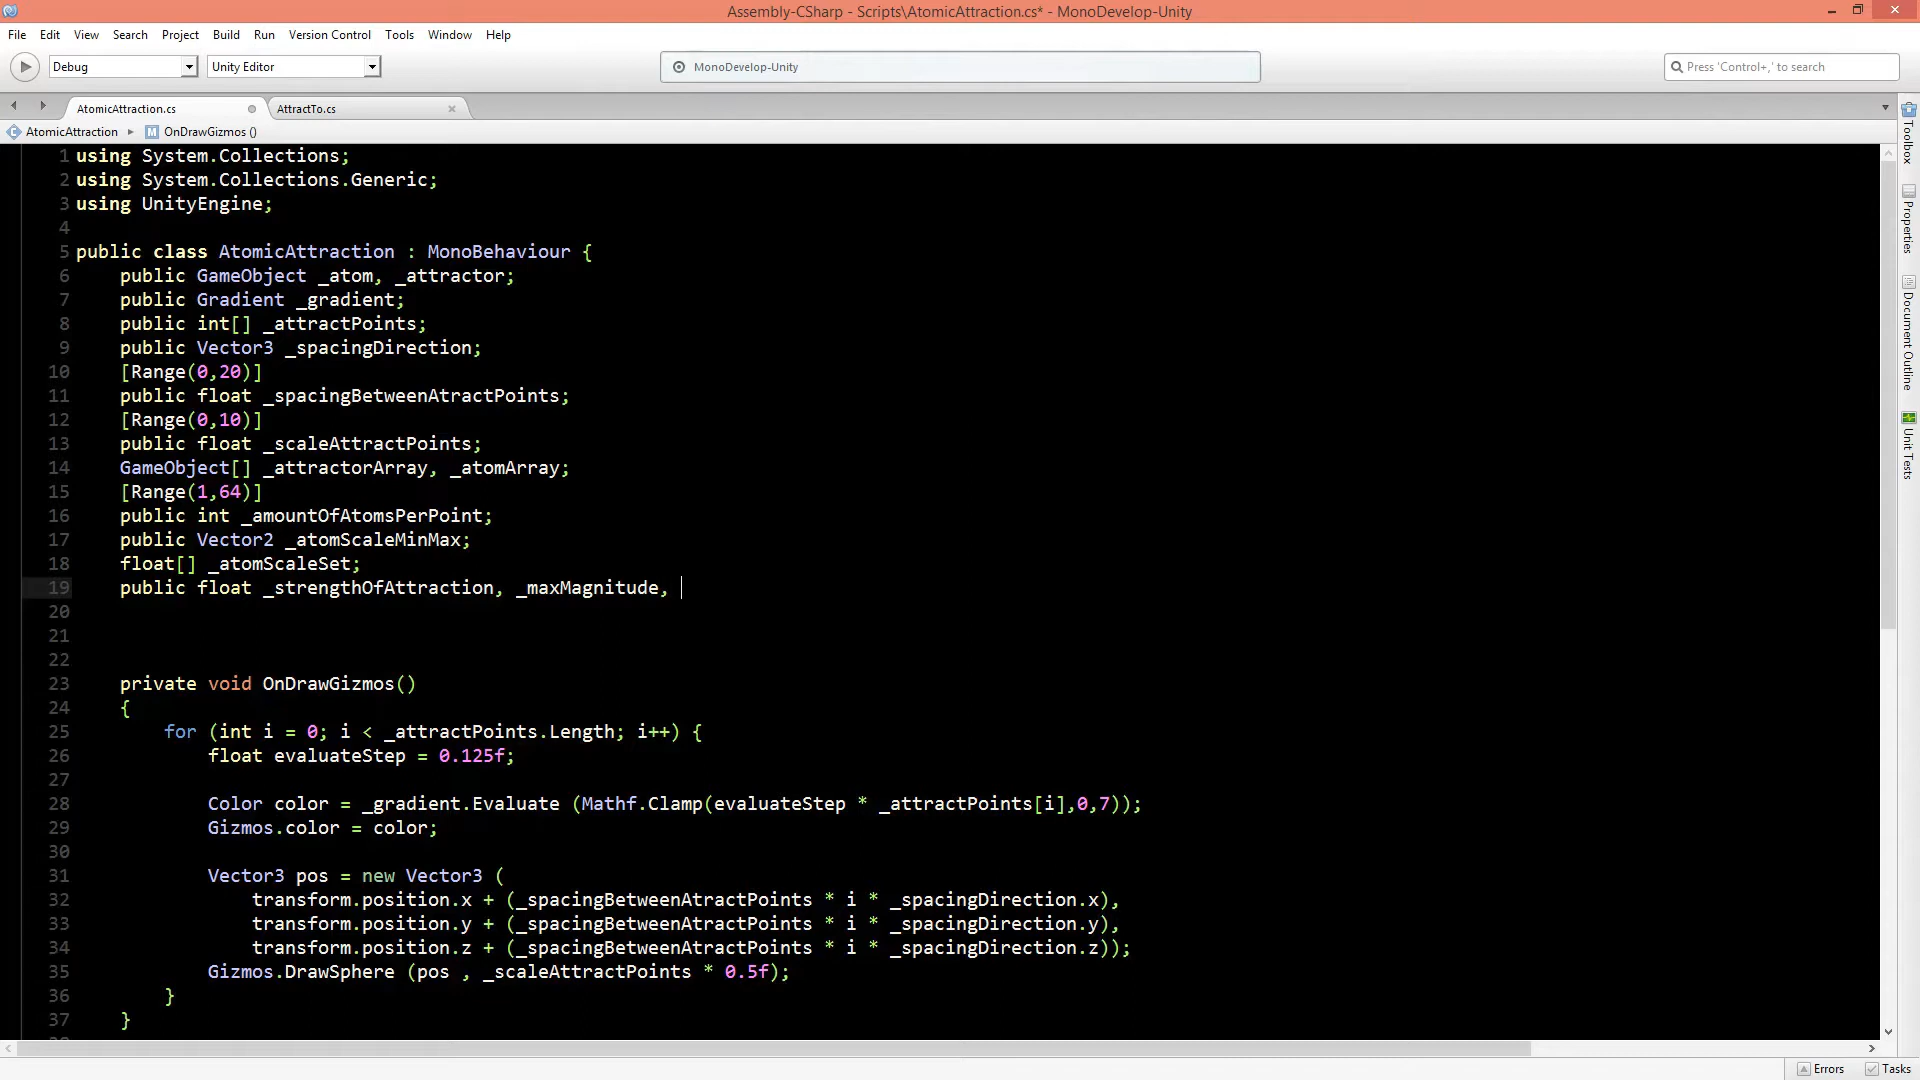 Assembly-CSharp - Scripts\AtomicAttraction.cs* - MonoDevelop-Unity
File Edit View Search Project Build Run Version Control Tools Window Help
Debug Unity Editor MonoDevelop-Unity Press 'Control+,' to search
AtomicAttraction.cs AttractTo.cs
C AtomicAttraction ▸ M OnDrawGizmos ()
1 using System.Collections;
2 using System.Collections.Generic;
3 using UnityEngine;
4
5 public class AtomicAttraction : MonoBehaviour {
6 public GameObject _atom, _attractor;
7 public Gradient _gradient;
8 public int[] _attractPoints;
9 public Vector3 _spacingDirection;
10 [Range(0,20)]
11 public float _spacingBetweenAtractPoints;
12 [Range(0,10)]
13 public float _scaleAttractPoints;
14 GameObject[] _attractorArray, _atomArray;
15 [Range(1,64)]
16 public int _amountOfAtomsPerPoint;
17 public Vector2 _atomScaleMinMax;
18 float[] _atomScaleSet;
19 public float _strengthOfAttraction, _maxMagnitude,
20
21
22
23 private void OnDrawGizmos()
24 {
25 for (int i = 0; i < _attractPoints.Length; i++) {
26 float evaluateStep = 0.125f;
27
28 Color color = _gradient.Evaluate (Mathf.Clamp(evaluateStep * _attractPoints[i],0,7));
29 Gizmos.color = color;
30
31 Vector3 pos = new Vector3 (
32 transform.position.x + (_spacingBetweenAtractPoints * i * _spacingDirection.x),
33 transform.position.y + (_spacingBetweenAtractPoints * i * _spacingDirection.y),
34 transform.position.z + (_spacingBetweenAtractPoints * i * _spacingDirection.z));
35 Gizmos.DrawSphere (pos , _scaleAttractPoints * 0.5f);
36 }
37 }
Toolbox
Properties
Document Outline
Unit Tests
Errors Tasks